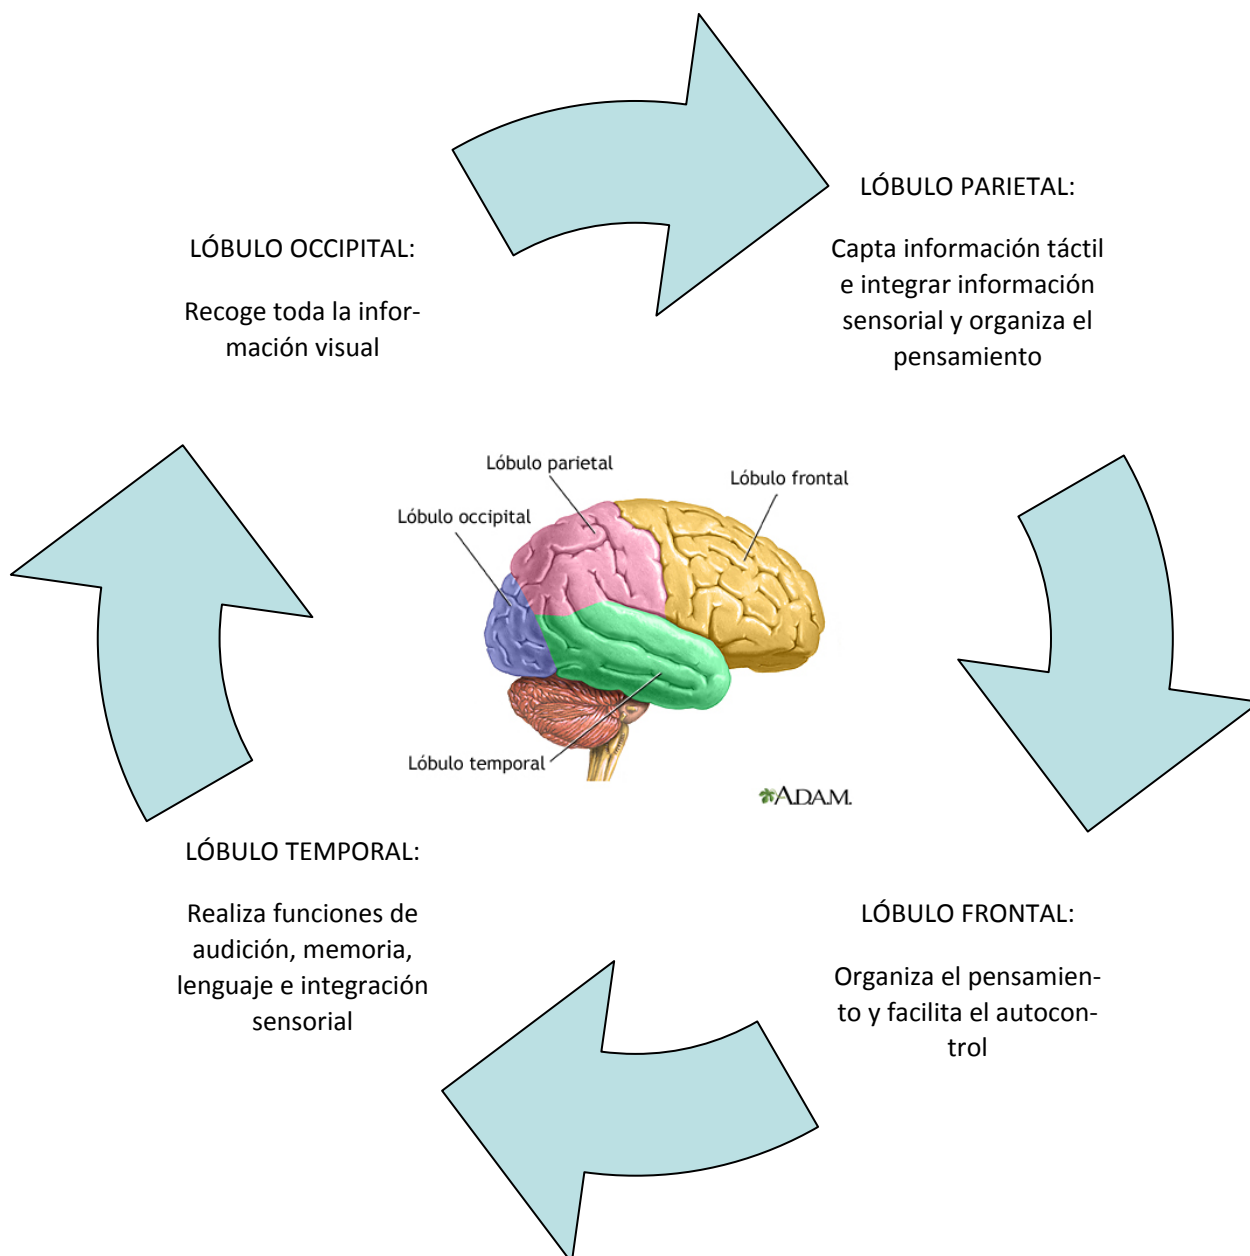 LÓBULO OCCIPITAL:
Recoge toda la infor-
mación visual
LÓBULO PARIETAL:
Capta información táctil
e integrar información
sensorial y organiza el
pensamiento
Lóbulo parietal
Lóbulo frontal
Lóbulo occipital
Lóbulo temporal
A.D.A.M.
LÓBULO TEMPORAL:
Realiza funciones de
audición, memoria,
lenguaje e integración
sensorial
LÓBULO FRONTAL:
Organiza el pensamien-
to y facilita el autocon-
trol